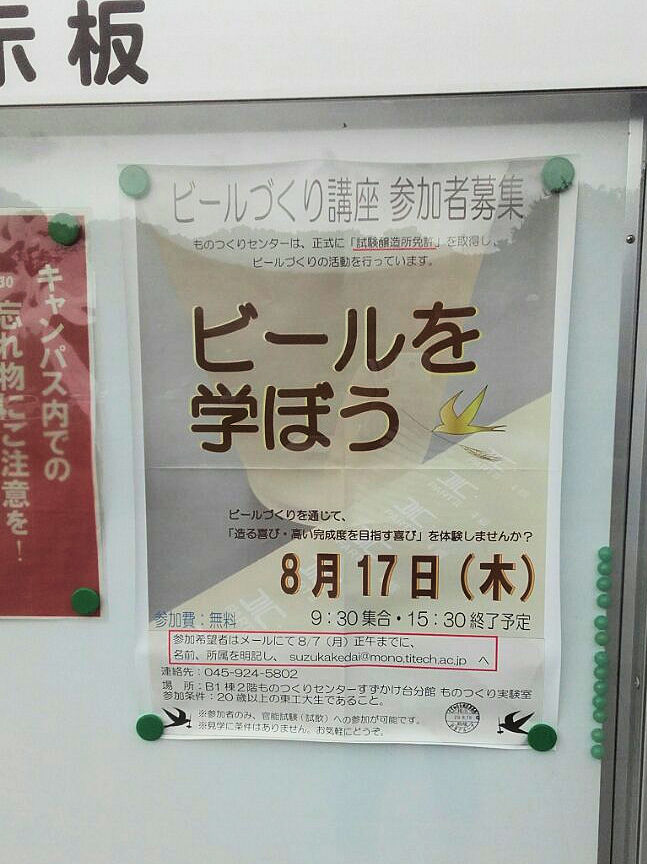 示板
ビールづくり講座 参加者募集
ものつくりセンターは、正式に「試験醸造所免許」を取得し、
ビールづくりの活動を行っています。
ビールを
学ぼう
ビールづくりを通じて、
「造る喜び・高い完成度を目指す喜び」を体験しませんか？
8月17日（木）
参加費：無料
9：30集合・15：30終了予定
参加希望者はメールにて8/7（月）正午までに、
名前、所属を明記し、 suzukakedai@mono.titech.ac.jp へ
連絡先：045-924-5802
場 所：B1棟2階ものつくりセンターすずかけ台分館 ものつくり実験室
参加条件：20歳以上の東工大生であること。
※参加者のみ、官能試験（試飲）への参加が可能です。
※見学に条件はありません。お気軽にどうぞ。
キャンパス内での
忘れ物にご注意を！